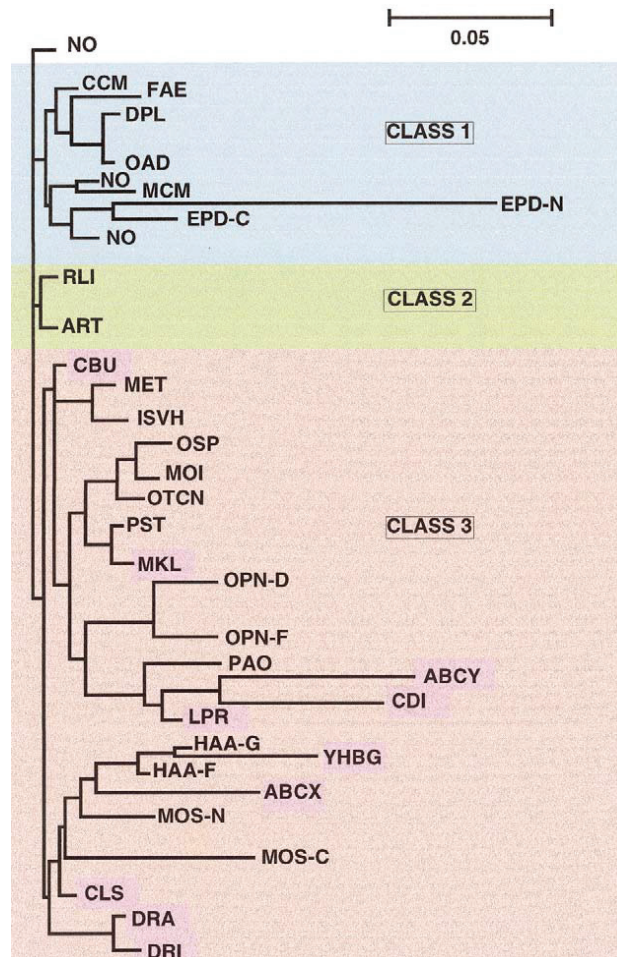 NO
0.05
CCM
FAE
DPL
CLASS 1
OAD
NO
MCM
EPD-N
EPD-C
NO
RLI
CLASS 2
ART
CBU
MET
ISVH
OSP
MOI
OTCN
PST
CLASS 3
MKL
OPN-D
OPN-F
PAO
ABCY
CDI
LPR
HAA-G
YHBG
HAA-F
ABCX
MOS-N
MOS-C
CLS
DRA
DRI